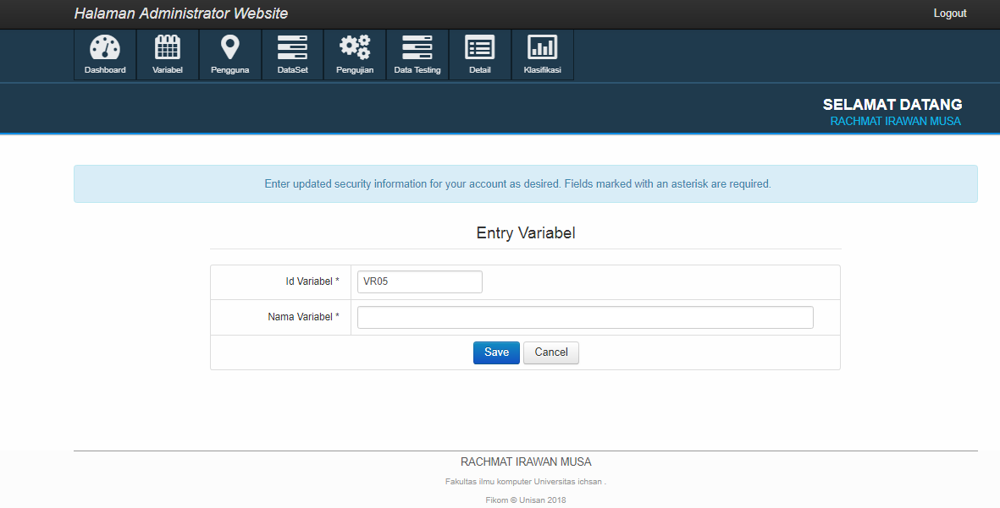 Halaman Administrator Website
Logout
Dashboard
Variabel
Pengguna
DataSet
Pengujian
Data Testing
Detail
Klasifikasi
SELAMAT DATANG
RACHMAT IRAWAN MUSA
Enter updated security information for your account as desired. Fields marked with an asterisk are required.
Entry Variabel
Id Variabel * VR05
Nama Variabel *
Save Cancel
RACHMAT IRAWAN MUSA
Fakultas ilmu komputer Universitas ichsan .
Fikom © Unisan 2018